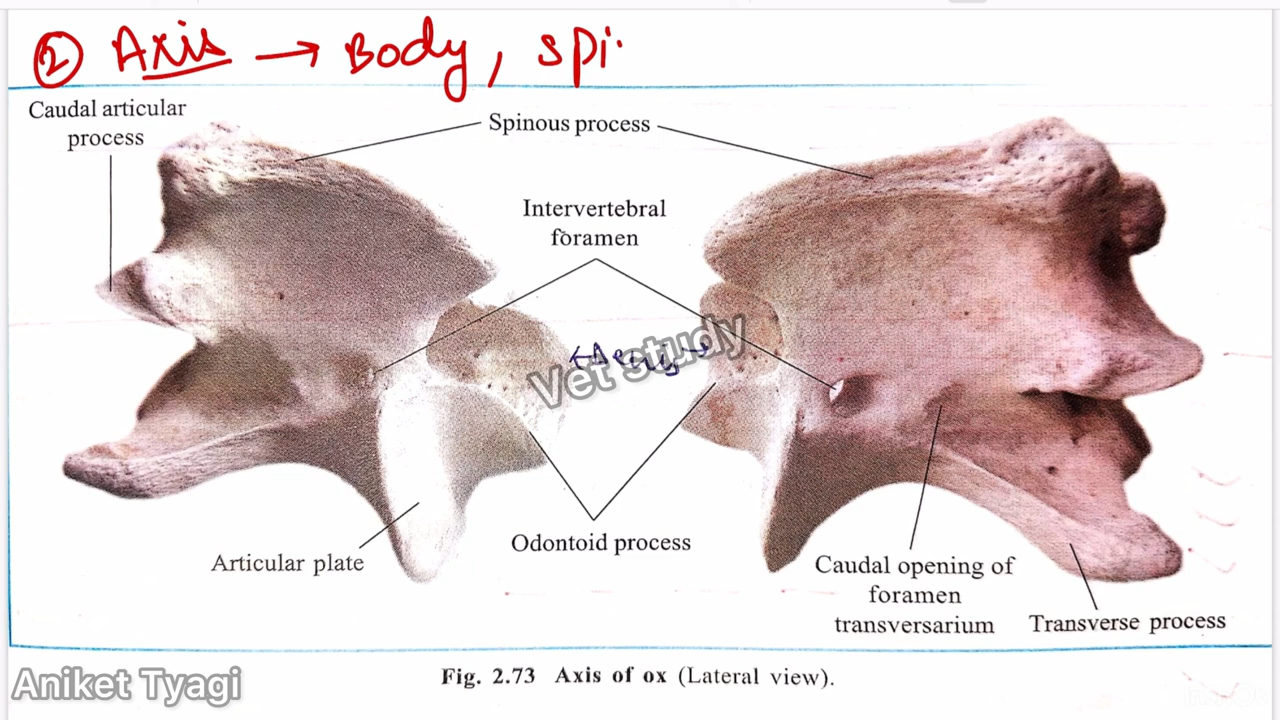 ② Axis → Body, spi
Caudal articular
process
Spinous process
Intervertebral
foramen
Vet study
Odontoid process
Articular plate
Caudal opening of
foramen
transversarium
Transverse process
Fig. 2.73 Axis of ox (Lateral view).
Aniket Tyagi